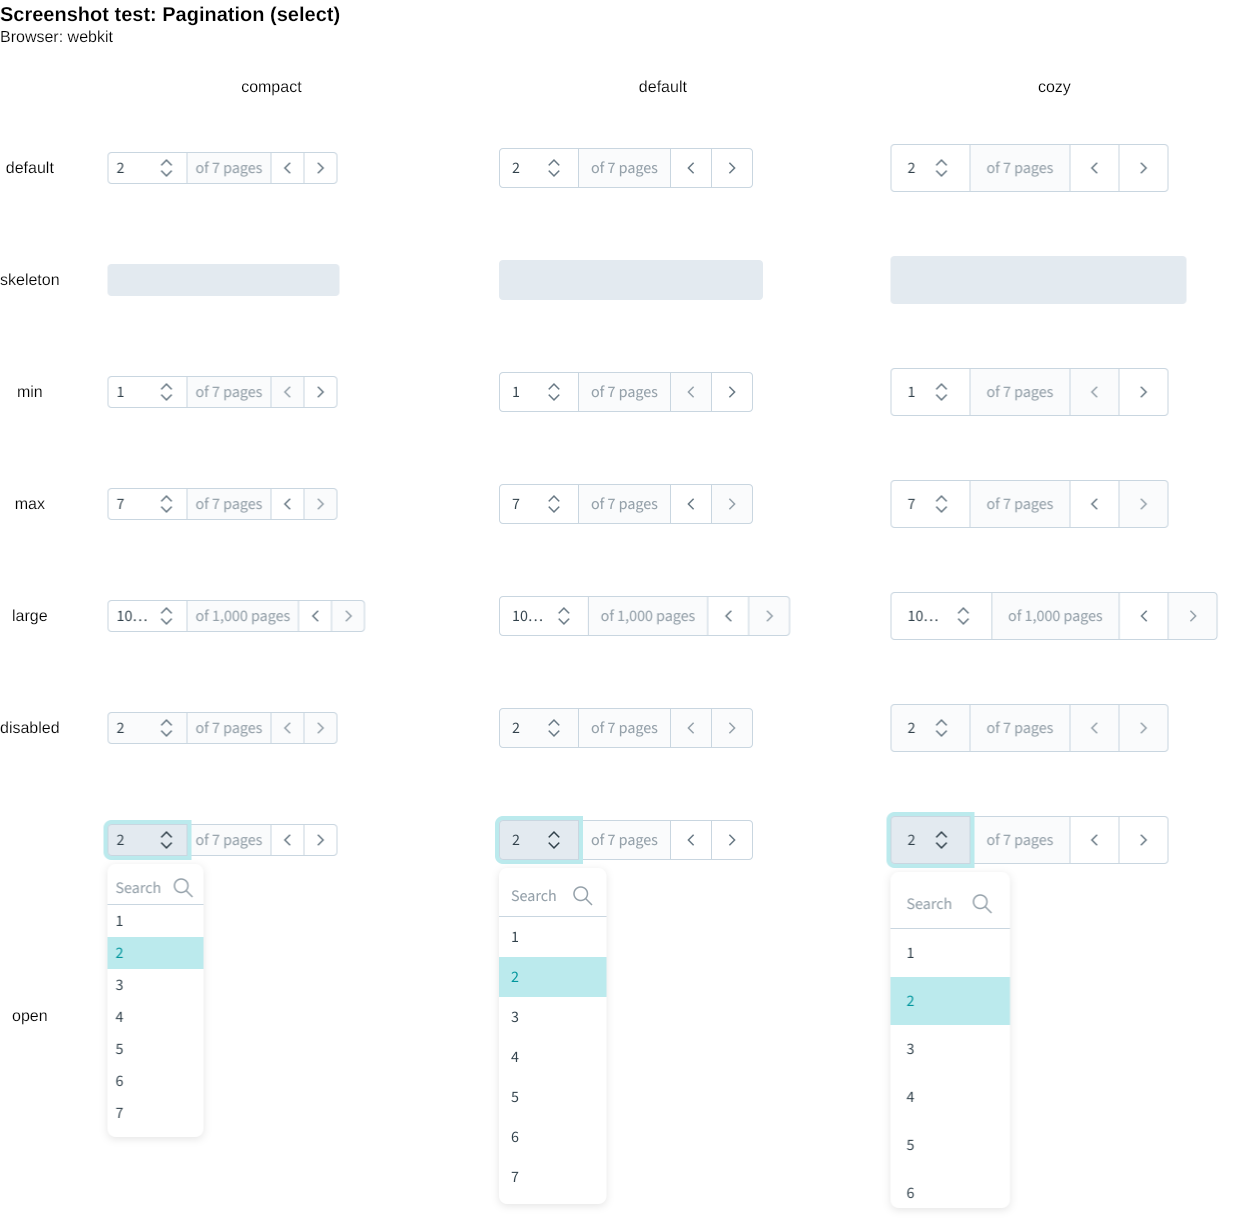 Screenshot test: Pagination (select)
Browser: webkit
compact default cozy
default 2 of 7 pages 2 of 7 pages 2 of 7 pages
skeleton
min 1 of 7 pages 1 of 7 pages 1 of 7 pages
max 7 of 7 pages 7 of 7 pages 7 of 7 pages
large 10… of 1,000 pages 10… of 1,000 pages 10… of 1,000 pages
disabled 2 of 7 pages 2 of 7 pages 2 of 7 pages
2 of 7 pages 2 of 7 pages 2 of 7 pages
open
Search
1
2
3
4
5
6
7
Search
1
2
3
4
5
6
7
Search
1
2
3
4
5
6